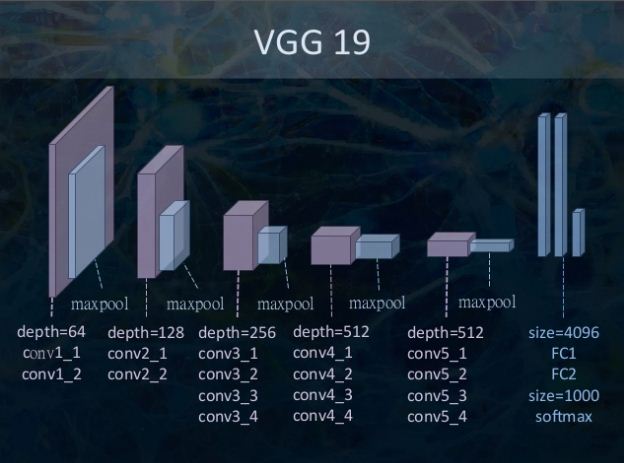 VGG 19
maxpool
maxpool
maxpool
maxpool
maxpool
depth=64
conv1_1
conv1_2
depth=128
conv2_1
conv2_2
depth=256
conv3_1
conv3_2
conv3_3
conv3_4
depth=512
conv4_1
conv4_2
conv4_3
conv4_4
depth=512
conv5_1
conv5_2
conv5_3
conv5_4
size=4096
FC1
FC2
size=1000
softmax